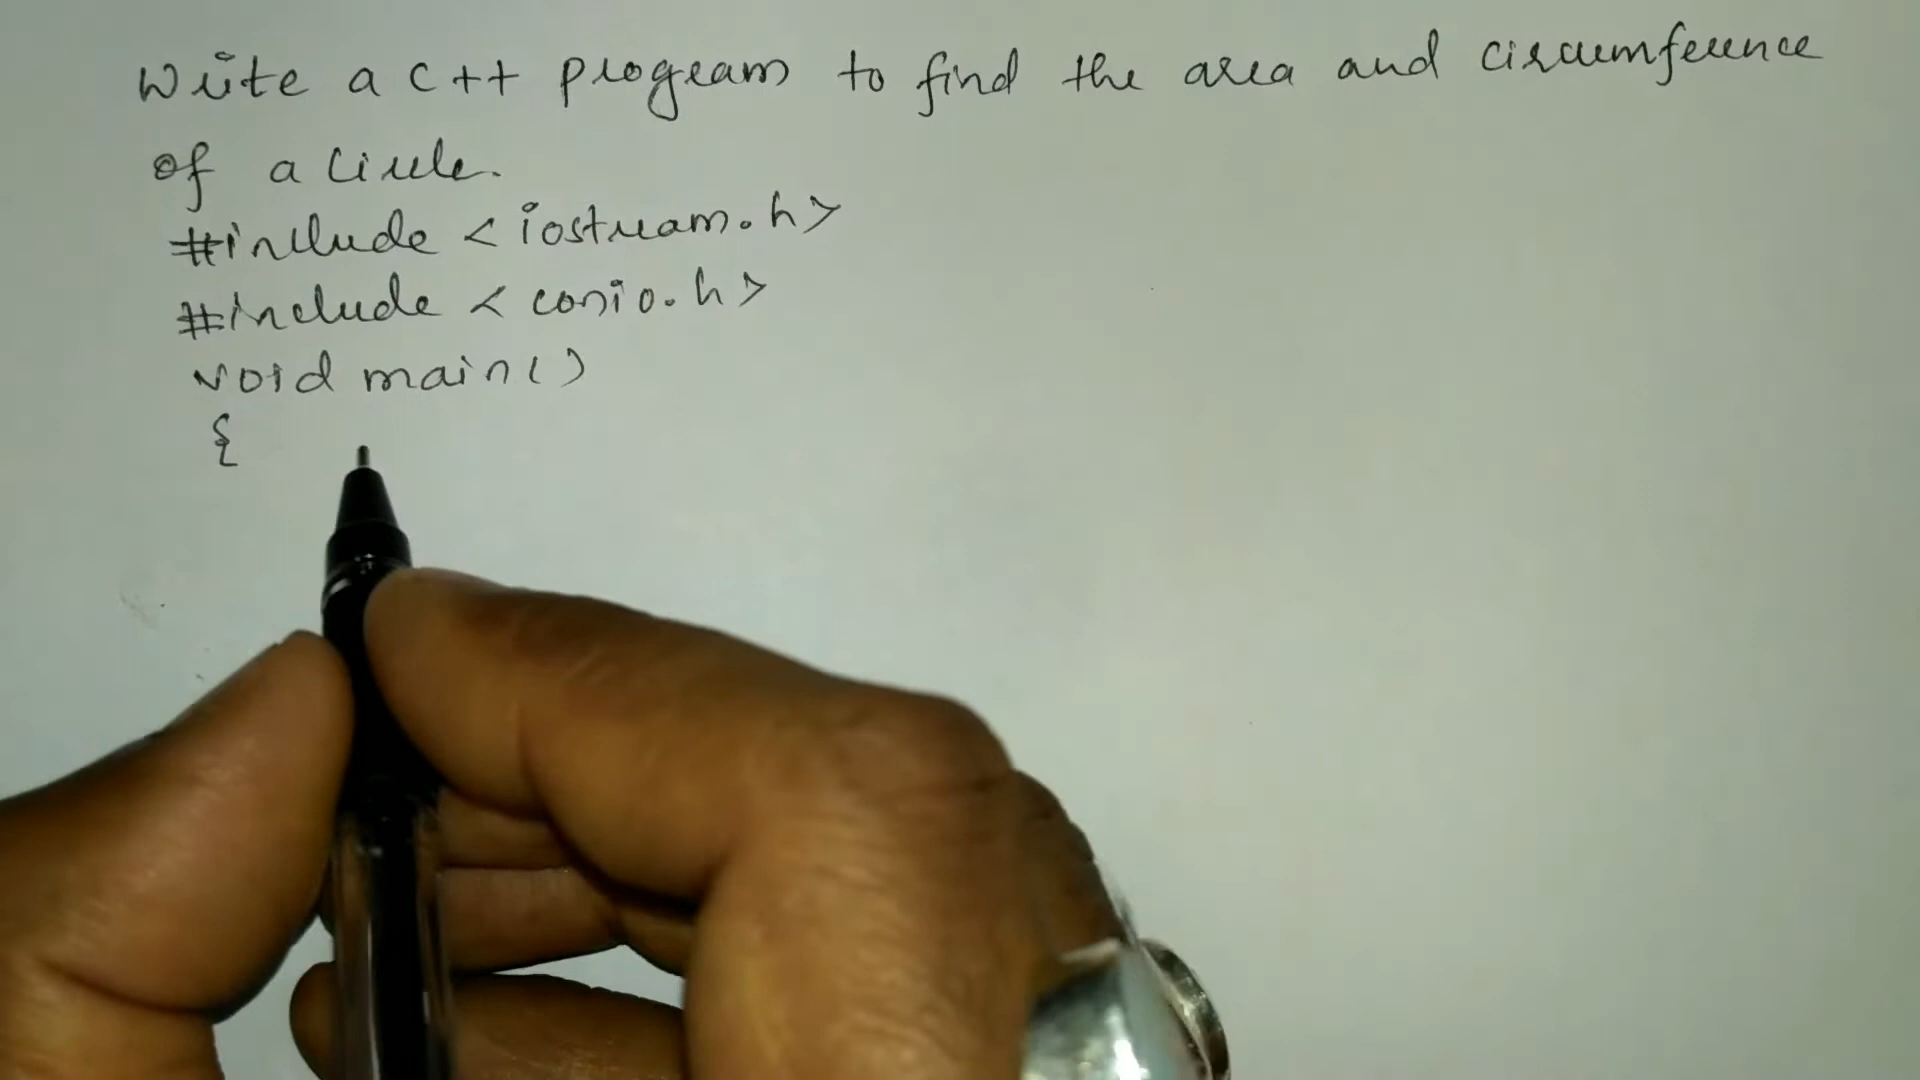 Write a C++ program to find the area and circumference
of a Circle.
#include <iostream.h>
#include <conio.h>
void main()
{